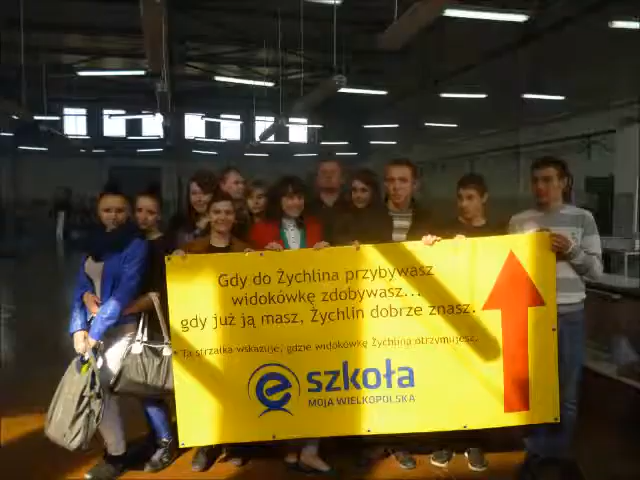 Gdy do Żychlina przybywasz
widokówkę zdobywasz...
gdy już ją masz, Żychlin dobrze znasz.
* Ta strzałka wskazuje, gdzie widokówkę Żychlina otrzymujesz.
e szkoła
MOJA WIELKOPOLSKA